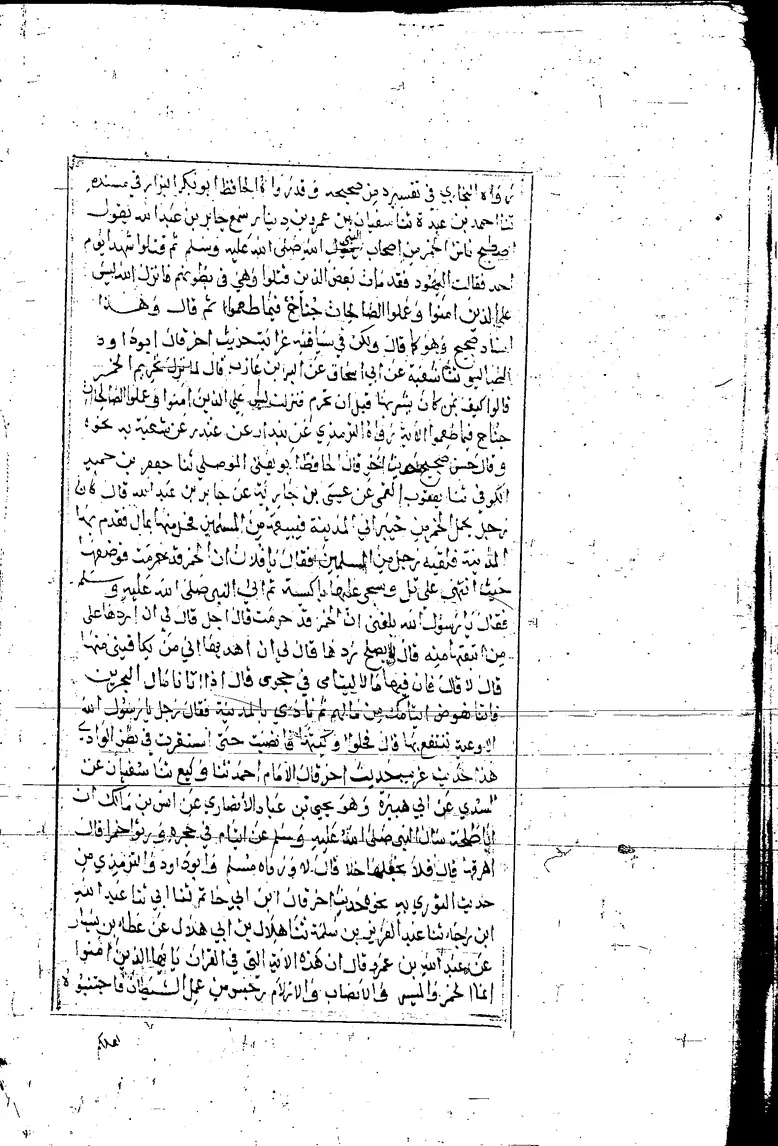 رواه البخاري في تفسيره من صحيحه وقد رواه الحافظ ابو بكر البزار في مسنده
ثنا احمد بن عبدة ثنا سفيان بن عمرو بن دينار سمع جابر بن عبد الله يقول
اصطبح ناس الخمر من اصحاب النبي صلى الله عليه وسلم ثم قتلوا شهدا يوم
احد فقالت اليهود فقد مات بعض الذين قتلوا وهي في بطونهم فانزل الله ليس
على الذين امنوا وعملوا الصالحات جناح فيما طعموا ثم قال وهذا
اسناد صحيح وهو كما قال ولكن في سياقته غرابة حديث اخر قال ابو داود
الطيالسي ثنا شعبة عن ابي اسحاق عن البرا بن عازب قال لما نزل تحريم الخمر
قالوا كيف بمن كان يشربها قبل ان تحرم فنزلت ليس على الذين امنوا وعملوا الصالحات
جناح فيما طعموا الاية رواه الترمذي عن بندار عن غندر عن شعبة به نحوه
وقال حسن صحيح حديث اخر قال الحافظ ابو يعلى الموصلي ثنا جعفر بن حميد
الكوفي ثنا يعقوب القمي عن عيسى بن جارية عن جابر بن عبد الله قال كان
رجل يحمل الخمر من خيبر الى المدينة فيبيعها من المسلمين فحمل منها بمال فقدم بها
المدينة فلقيه رجل من المسلمين فقال يا فلان ان الخمر قد حرمت فوضعها
حيث انتهى على تل وسجى عليها باكسية ثم اتى النبي صلى الله عليه وسلم
فقال يا رسول الله بلغني ان الخمر قد حرمت قال اجل قال لي ان اردها على
من ابتعتها منه قال لا يصلح ردها قال لي ان اهديها الى من يكافيني منها
قال لا قال فان فيها مالا ليتامى في حجري قال اذا اتانا مال البحرين
فاتنا نعوض ايتامك من مالهم ثم نادى بالمدينة فقال رجل يا رسول الله
الاوعية ننتفع بها قال فحلوا اوكيتها فانصبت حتى استقرت في بطن الوادي
هذا حديث غريب حديث اخر قال الامام احمد ثنا وكيع ثنا سفيان عن
السدي عن ابي هبيرة وهو يحيى بن عباد الانصاري عن انس بن مالك ان
ابا طلحة سال النبي صلى الله عليه وسلم عن ايتام في حجره ورثوا خمرا قال
اهرقها قال افلا نجعلها خلا قال لا ورواه مسلم وابو داود والترمذي من
حديث الثوري به نحوه حديث اخر قال ابن ابي حاتم ثنا ابي ثنا عبد الله
ابن رجاء ثنا عبد العزيز بن سلمة ثنا هلال بن ابي هلال عن عطاء بن يسار
عن عبد الله بن عمرو قال ان هذه الاية التي في القران يا ايها الذين امنوا
انما الخمر والميسر والانصاب والازلام رجس من عمل الشيطان فاجتنبوه
لعلكم